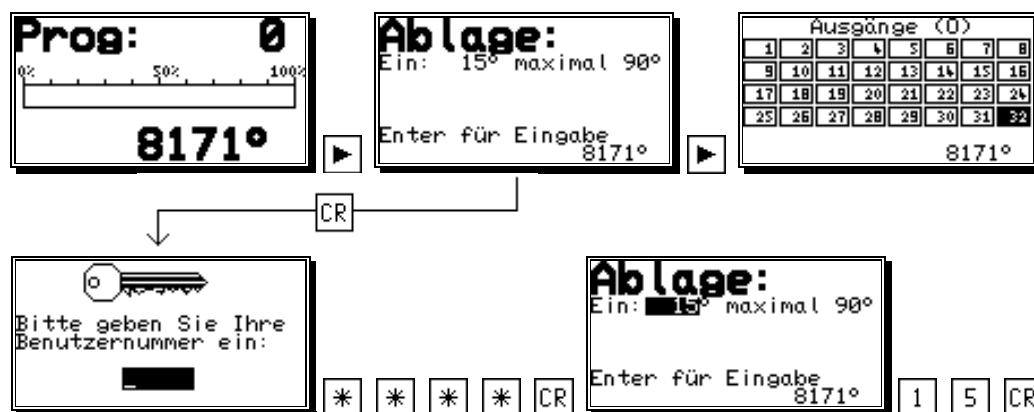 Prog: 0
0% 50% 100%
8171°
Ablage:
Ein: 15° maximal 90°
Enter für Eingabe
8171°
Ausgänge (O)
1 2 3 4 5 6 7 8
9 10 11 12 13 14 15 16
17 18 19 20 21 22 23 24
25 26 27 28 29 30 31 32
8171°
CR
Bitte geben Sie Ihre
Benutzernummer ein:
_
* * * * CR
Ablage:
Ein: 15° maximal 90°
Enter für Eingabe
8171°
1 5 CR